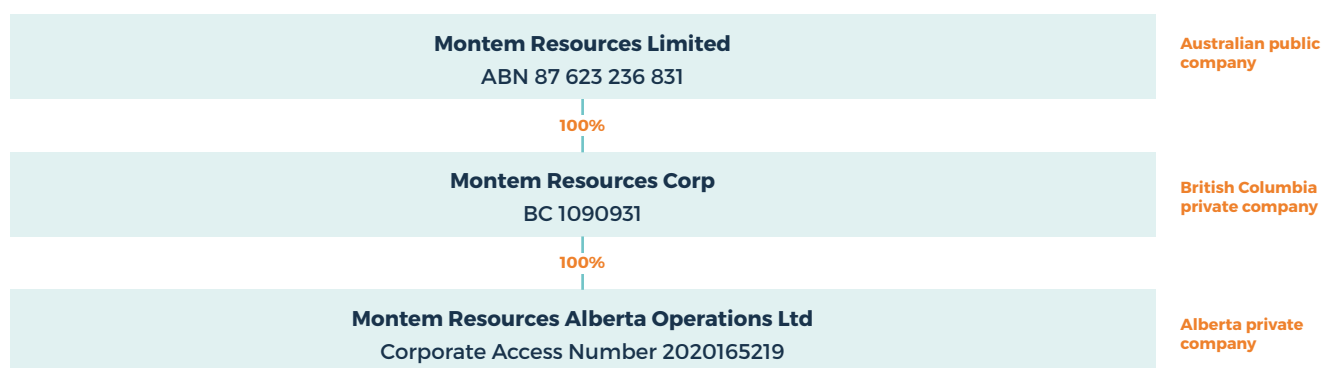 Montem Resources Limited
ABN 87 623 236 831
Australian public
company
100%
Montem Resources Corp
BC 1090931
British Columbia
private company
100%
Montem Resources Alberta Operations Ltd
Corporate Access Number 2020165219
Alberta private
company